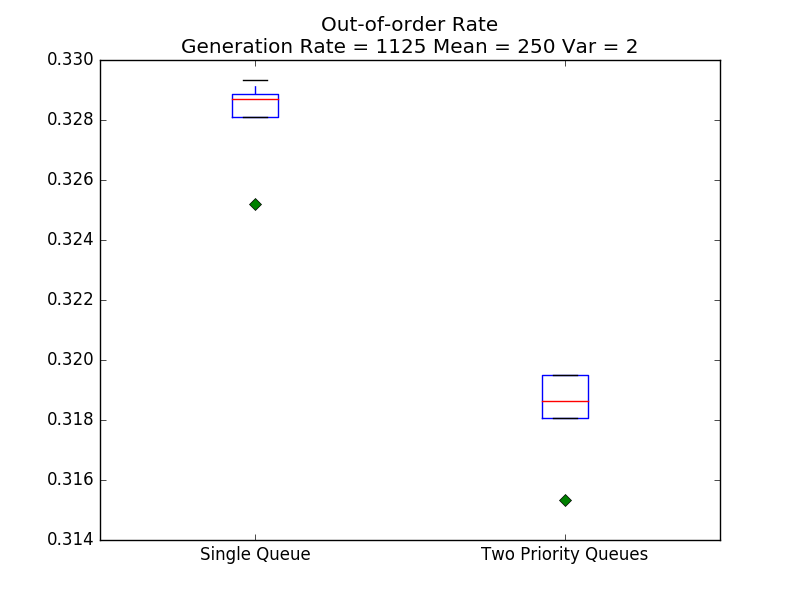 Out-of-order Rate
Generation Rate = 1125 Mean = 250 Var = 2
0.330
0.328
0.326
0.324
0.322
0.320
0.318
0.316
0.314
Single Queue
Two Priority Queues